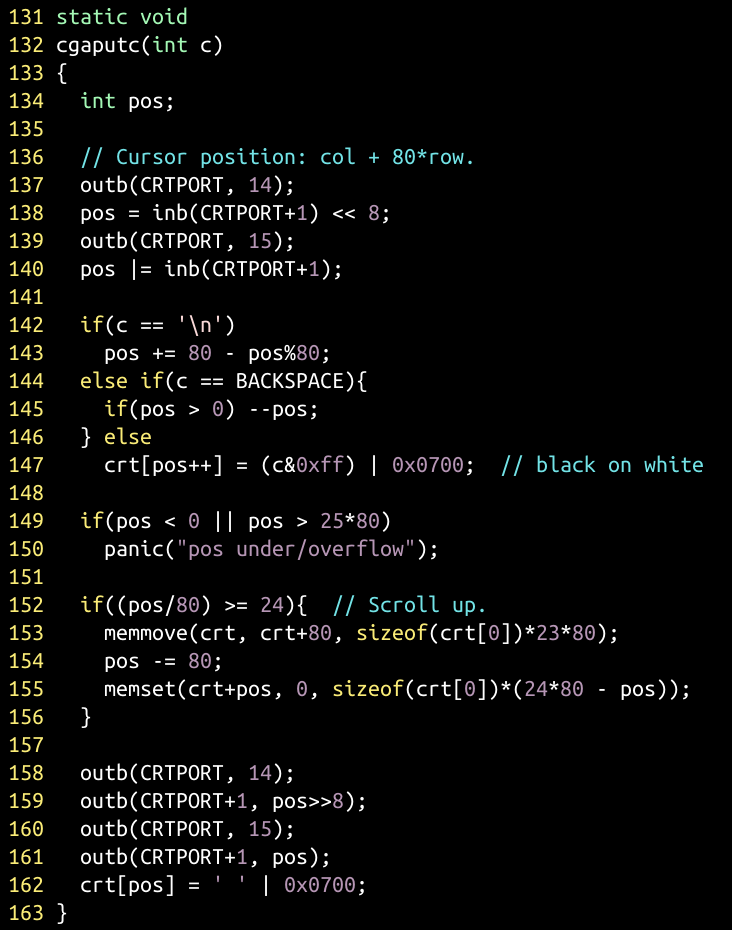 131 static void
132 cgaputc(int c)
133 {
134   int pos;
135
136   // Cursor position: col + 80*row.
137   outb(CRTPORT, 14);
138   pos = inb(CRTPORT+1) << 8;
139   outb(CRTPORT, 15);
140   pos |= inb(CRTPORT+1);
141
142   if(c == '\n')
143     pos += 80 - pos%80;
144   else if(c == BACKSPACE){
145     if(pos > 0) --pos;
146   } else
147     crt[pos++] = (c&0xff) | 0x0700;  // black on white
148
149   if(pos < 0 || pos > 25*80)
150     panic("pos under/overflow");
151
152   if((pos/80) >= 24){  // Scroll up.
153     memmove(crt, crt+80, sizeof(crt[0])*23*80);
154     pos -= 80;
155     memset(crt+pos, 0, sizeof(crt[0])*(24*80 - pos));
156   }
157
158   outb(CRTPORT, 14);
159   outb(CRTPORT+1, pos>>8);
160   outb(CRTPORT, 15);
161   outb(CRTPORT+1, pos);
162   crt[pos] = ' ' | 0x0700;
163 }